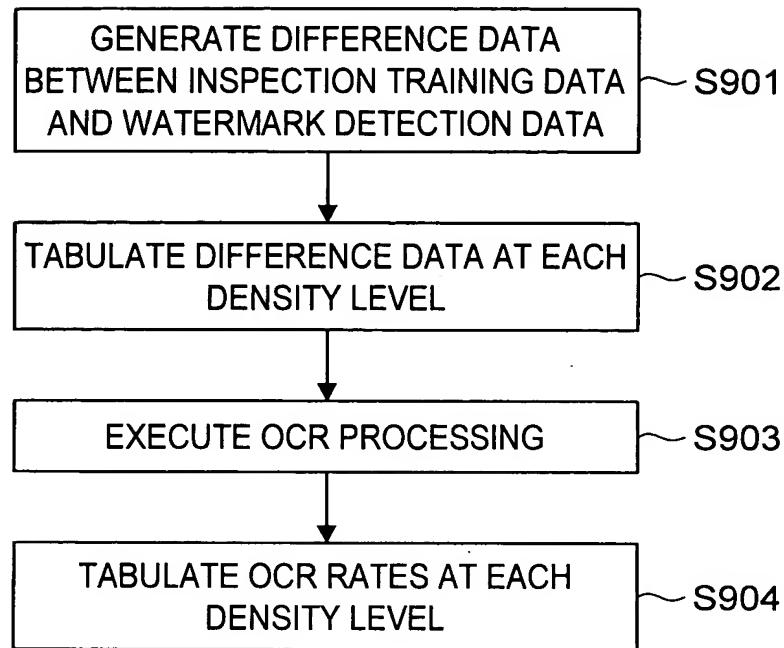 GENERATE DIFFERENCE DATA
BETWEEN INSPECTION TRAINING DATA
AND WATERMARK DETECTION DATA
S901
TABULATE DIFFERENCE DATA AT EACH
DENSITY LEVEL
S902
EXECUTE OCR PROCESSING
S903
TABULATE OCR RATES AT EACH
DENSITY LEVEL
S904